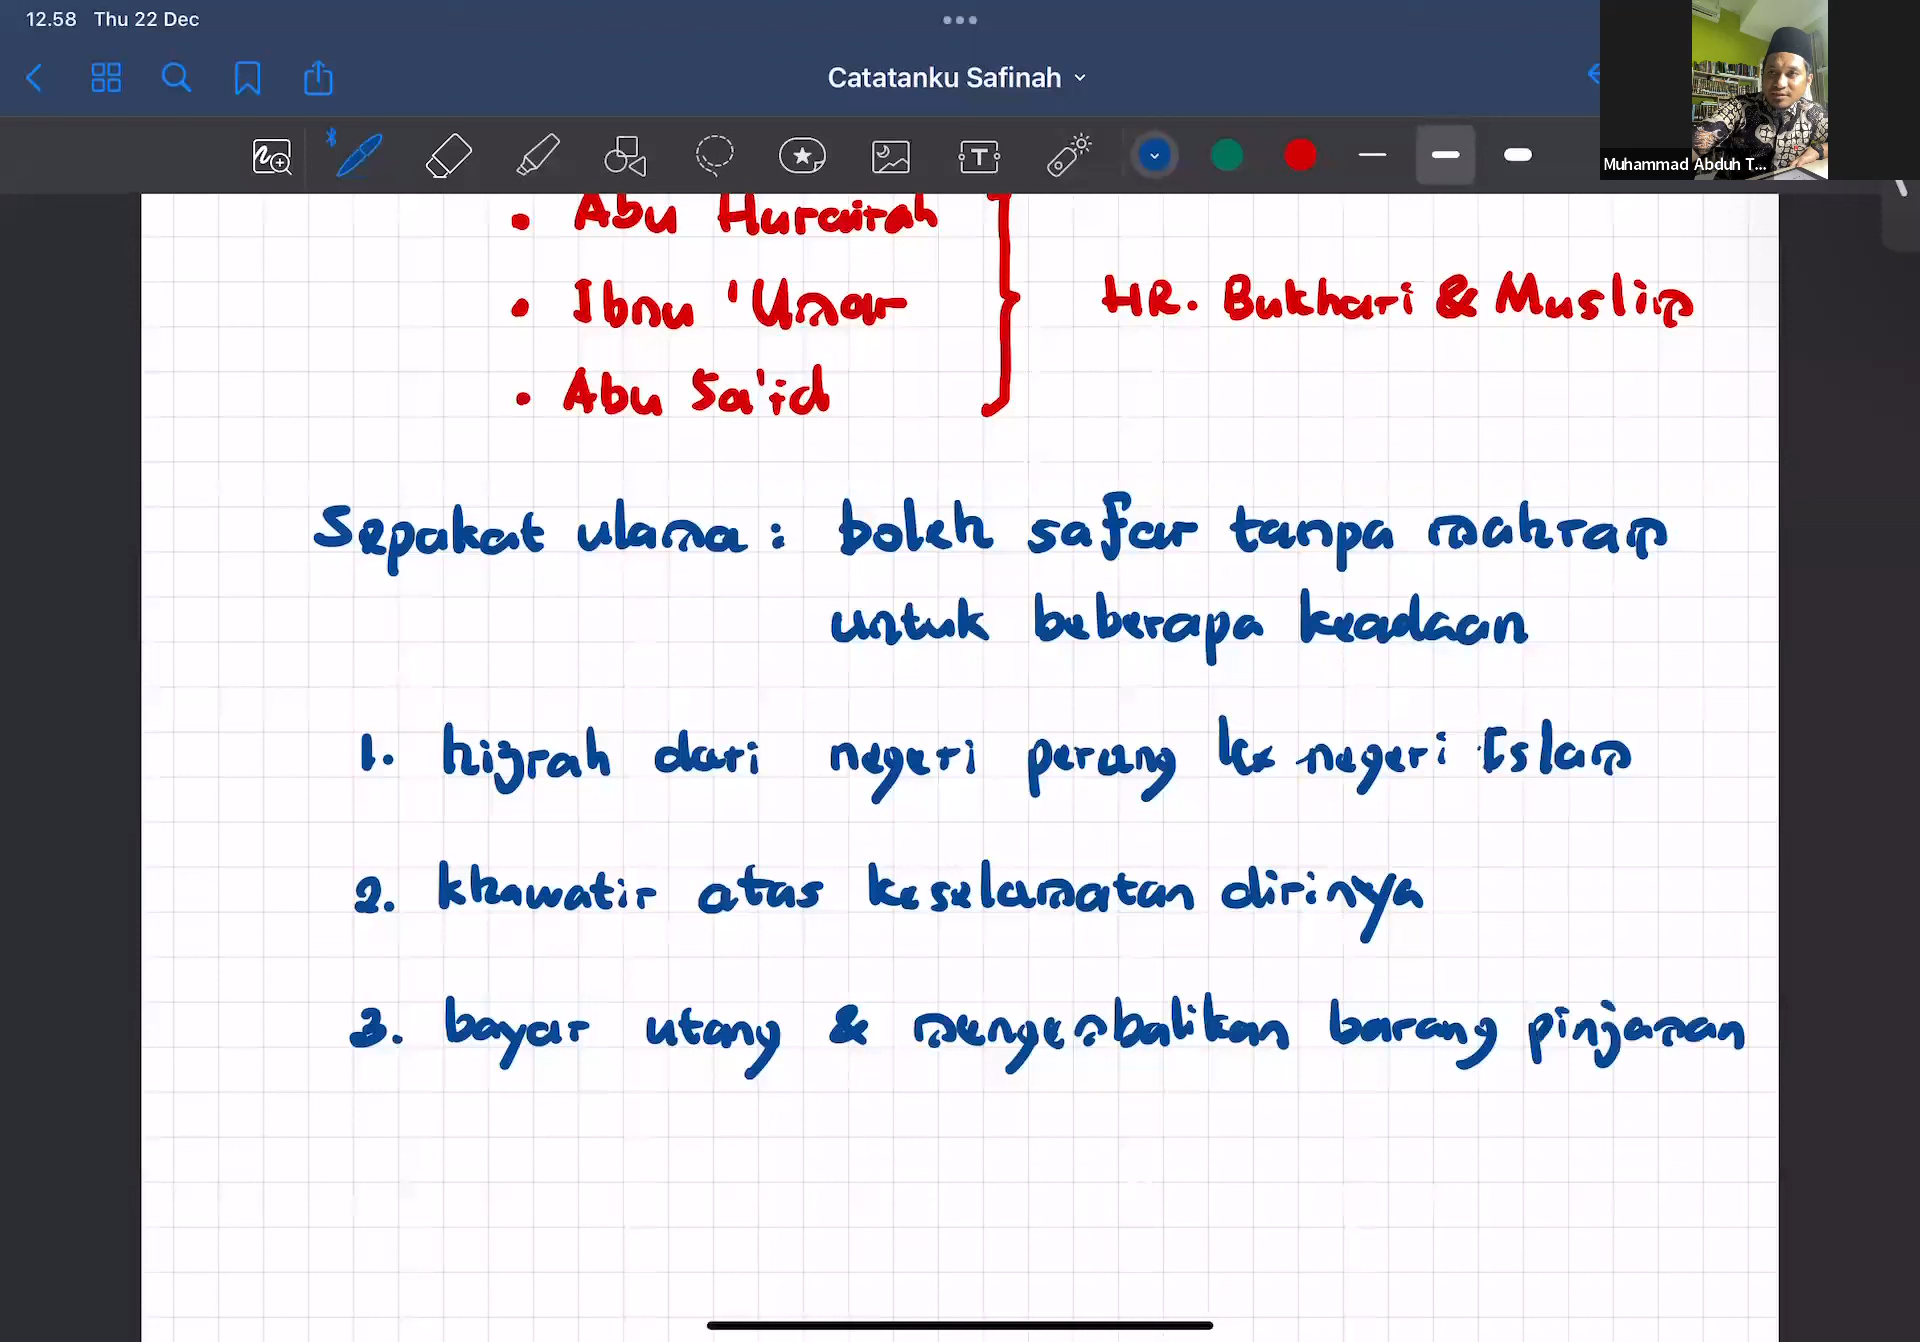 12.58 Thu 22 Dec
Catatanku Safinah
Muhammad Abduh T...
• Abu Hurairah
• Ibnu 'Umar
HR. Bukhari & Muslim
• Abu Sa'id
Sepakat ulama : boleh safar tanpa mahram
untuk beberapa keadaan
1. hijrah dari negeri perang ke negeri Islam
2. khawatir atas keselamatan dirinya
3. bayar utang & mengembalikan barang pinjaman